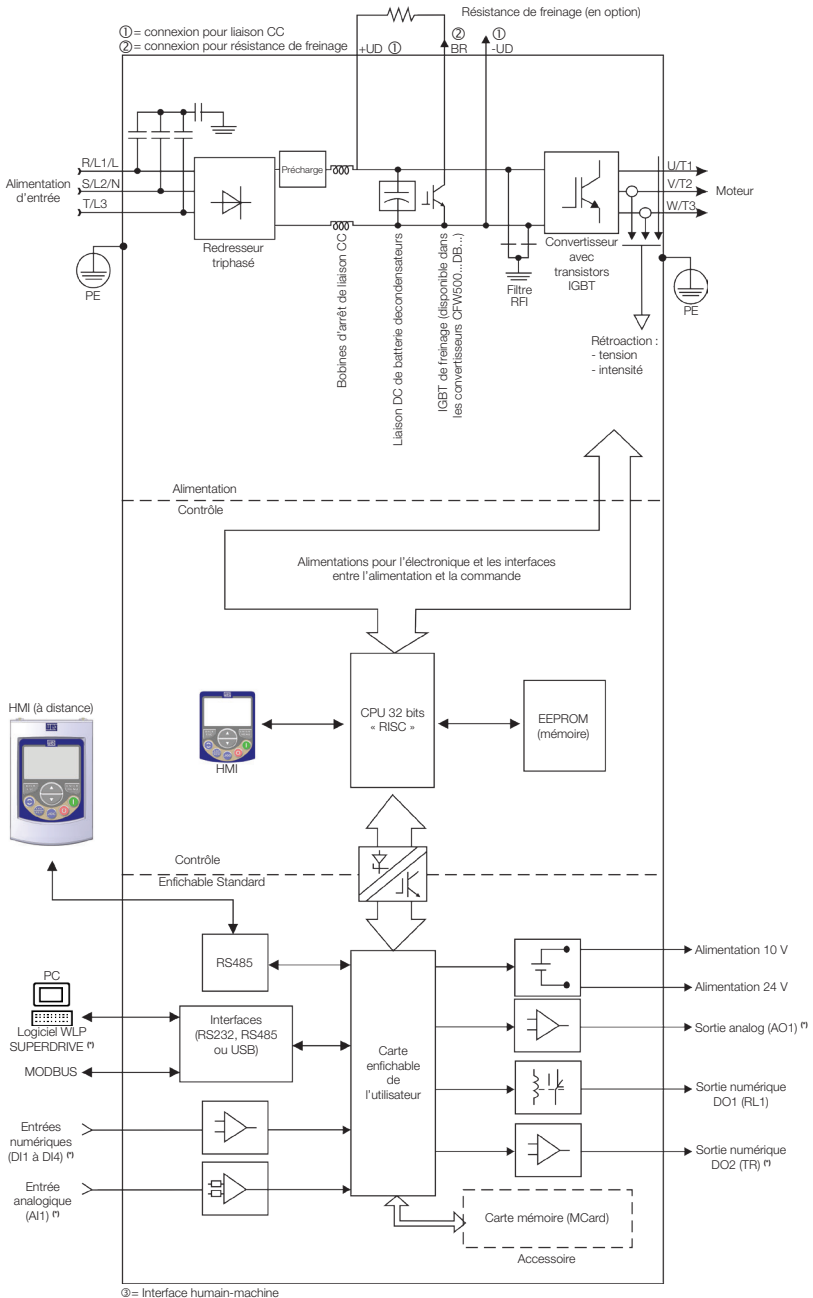 Résistance de freinage (en option)
①= connexion pour liaison CC
②= connexion pour résistance de freinage
+UD ①
② BR
① -UD
R/L1/L
S/L2/N
T/L3
Alimentation
d'entrée
PE
Précharge
Redresseur
triphasé
Bobines d'arrêt de liaison CC
Liaison DC de batterie decondensateurs
IGBT de freinage (disponible dans
les convertisseurs CFW500...DB...)
Filtre
RFI
Convertisseur
avec
transistors
IGBT
U/T1
V/T2
W/T3
Moteur
PE
Rétroaction :
- tension
- intensité
Alimentation
Contrôle
Alimentations pour l'électronique et les interfaces
entre l'alimentation et la commande
HMI (à distance)
HMI
CPU 32 bits
« RISC »
EEPROM
(mémoire)
Contrôle
Enfichable Standard
RS485
PC
Logiciel WLP
SUPERDRIVE (*)
MODBUS
Interfaces
(RS232, RS485
ou USB)
Entrées
numériques
(DI1 à DI4) (*)
Entrée
analogique
(AI1) (*)
Carte
enfichable
de
l'utilisateur
Alimentation 10 V
Alimentation 24 V
Sortie analog (AO1) (*)
Sortie numérique
DO1 (RL1)
Sortie numérique
DO2 (TR) (*)
Carte mémoire (MCard)
Accessoire
③= Interface humain-machine